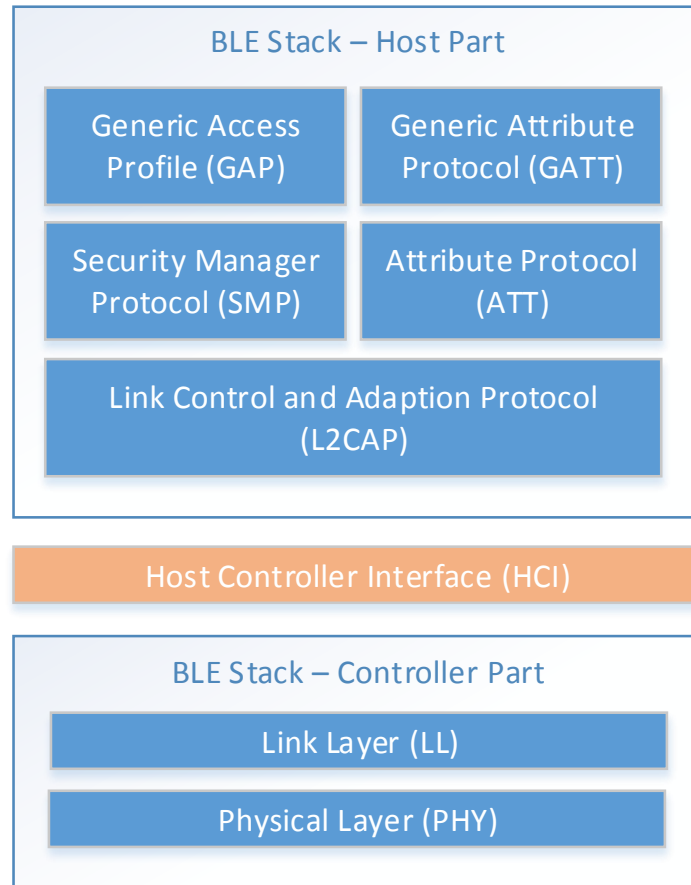 BLE Stack – Host Part
Generic Access
Profile (GAP)
Generic Attribute
Protocol (GATT)
Security Manager
Protocol (SMP)
Attribute Protocol
(ATT)
Link Control and Adaption Protocol
(L2CAP)
Host Controller Interface (HCI)
BLE Stack – Controller Part
Link Layer (LL)
Physical Layer (PHY)